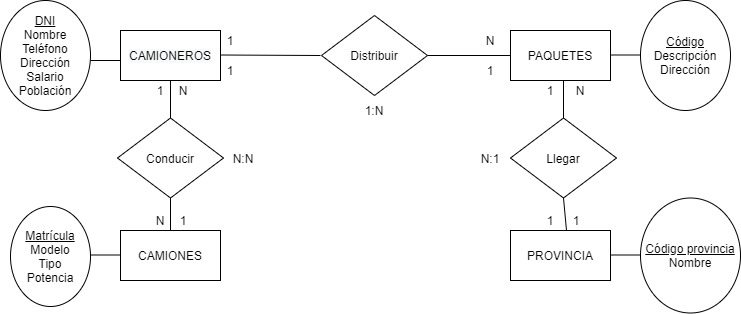 DNI
Nombre
Teléfono
Dirección
Salario
Población
CAMIONEROS
1
1
Distribuir
1:N
N
1
PAQUETES
Código
Descripción
Dirección
1 N
Conducir
N:N
N 1
CAMIONES
Matrícula
Modelo
Tipo
Potencia
1 N
Llegar
N:1
1 1
PROVINCIA
Código provincia
Nombre